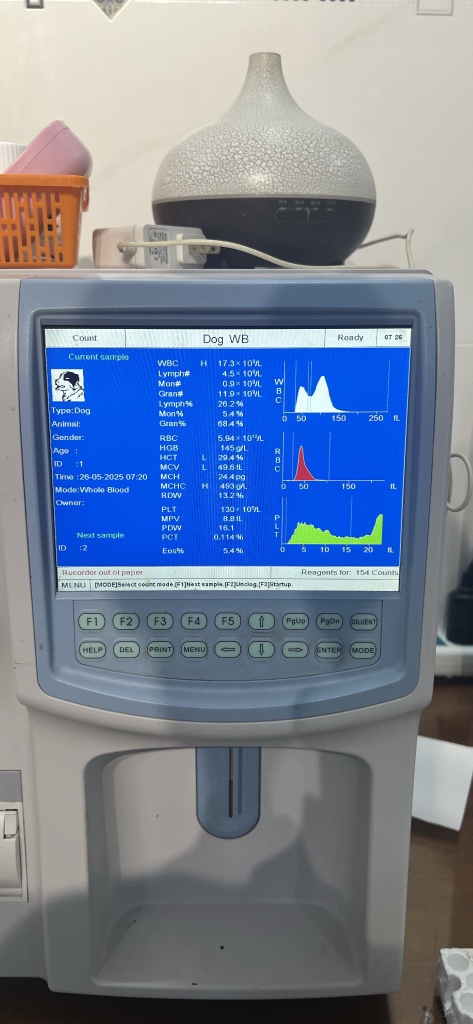 Count Dog WB Ready 07 26
Current sample
Type:Dog
Animal:
Gender:
Age :
ID :1
Time :26-05-2025 07:20
Mode:Whole Blood
Owner:
Next sample
ID :2
WBC H 17.3×10⁹/L
Lymph# 4.5×10⁹/L
Mon# 0.9×10⁹/L
Gran# 11.9×10⁹/L
Lymph% 26.2 %
Mon% 5.4 %
Gran% 68.4 %
RBC 5.94×10¹²/L
HGB 145 g/L
HCT L 29.4 %
MCV L 49.6 fL
MCH 24.4 pg
MCHC H 493 g/L
RDW 13.2 %
PLT 130×10⁹/L
MPV 8.8 fL
PDW 16.1
PCT 0.114 %
Eos% 5.4 %
WBC
0 50 150 250 fL
RBC
0 50 150 fL
PLT
0 5 10 15 20 fL
Recorder out of paper Reagents for: 154 Counts
MENU [MODE]Select count mode,[F1]Next sample,[F2]Unclog,[F3]Startup.
F1 F2 F3 F4 F5 ⇧ PgUp PgDn DILUENT
HELP DEL PRINT MENU ⇦ ⇩ ⇨ ENTER MODE